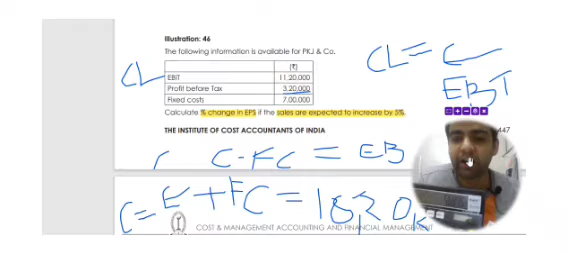 Illustration: 46
The following information is available for PKJ & Co.
(₹)
EBIT 11,20,000
Profit before Tax 3,20,000
Fixed costs 7,00,000
Calculate % change in EPS if the sales are expected to increase by 5%.
THE INSTITUTE OF COST ACCOUNTANTS OF INDIA 447
CL
CL = C
EBT
C - FC = EB
C = E + FC = 18,20,
COST & MANAGEMENT ACCOUNTING AND FINANCIAL MANAGEMENT